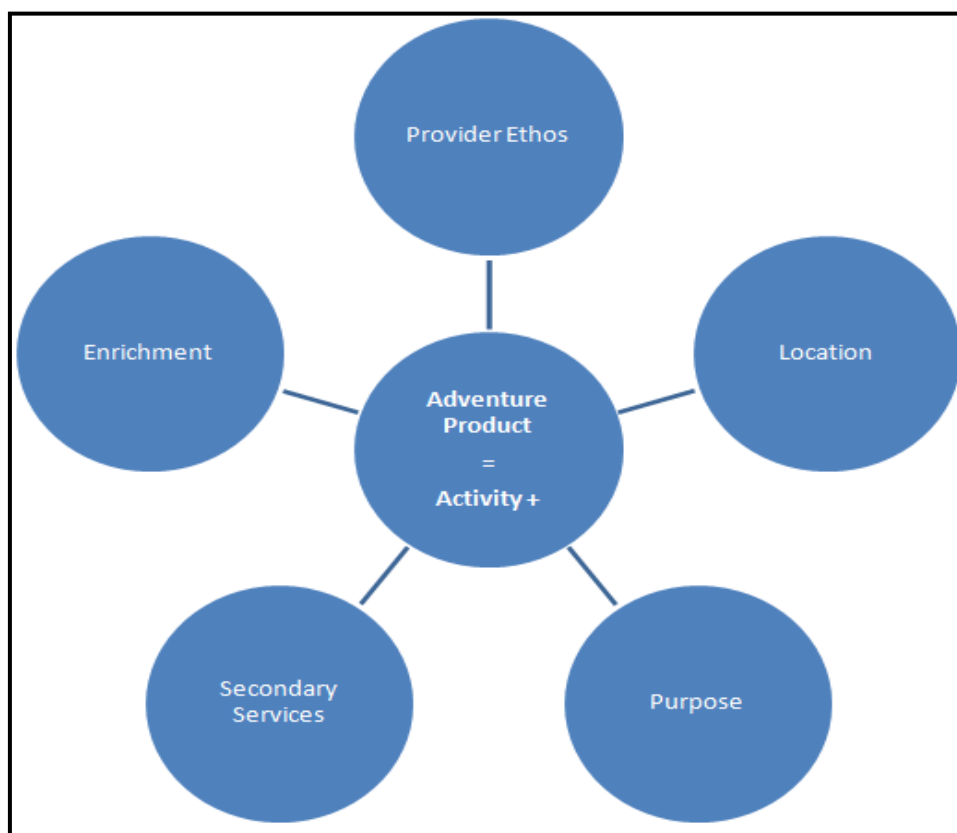 Provider Ethos
Enrichment
Location
Adventure
Product
=
Activity +
Secondary
Services
Purpose